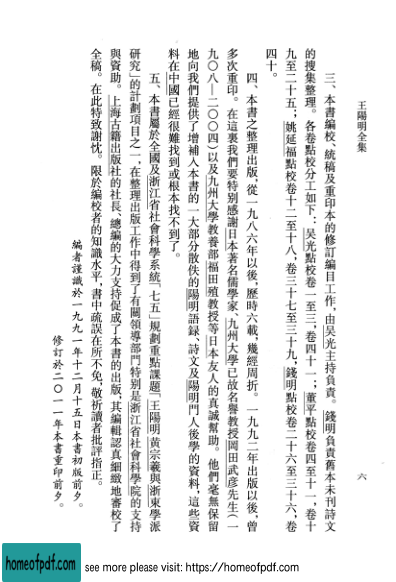 王陽明全集
六
三、本書編校、統稿及重印本的修訂編目工作，由吳光主持負責。錢明負責舊本未刊詩文
的搜集整理。各卷點校分工如下：吳光點校卷一至三、卷四十一；董平點校卷四至十一，卷十
九至二十五；姚延福點校卷十二至十八，卷三十七至三十九，錢明點校卷二十六至三十六，卷
四十。
四、本書之整理出版，從一九八六年以後，歷時六載，幾經周折。一九九二年出版以後，曾
多次重印。在這裏我們要特別感謝日本著名儒學家、九州大學已故名譽教授岡田武彥先生（一
九〇八—二〇〇四）以及九州大學教養部福田殖教授等日本友人的真誠幫助。他們毫無保留
地向我們提供了增補入本書的一大部分散佚的陽明語録、詩文及陽明門人後學的資料，這些資
料在中國已經很難找到或根本找不到了。
五、本書屬於全國及浙江省社會科學系統「七五」規劃重點課題「王陽明黃宗羲與浙東學派
研究」的計劃項目之一，在整理出版工作中得到了有關領導部門特別是浙江省社會科學院的支持
與資助。上海古籍出版社的社長、總編的大力支持促成了本書的出版，其編輯認真細緻地審校了
全稿。在此特致謝忱。限於編校者的知識水平，書中疏誤在所不免，敬祈讀者批評指正。
編者謹識於一九九一年十二月十五日本書初版前夕。
修訂於二〇一一年本書重印前夕。
homeofpdf.com
see more please visit: https://homeofpdf.com
homeofpdf.com